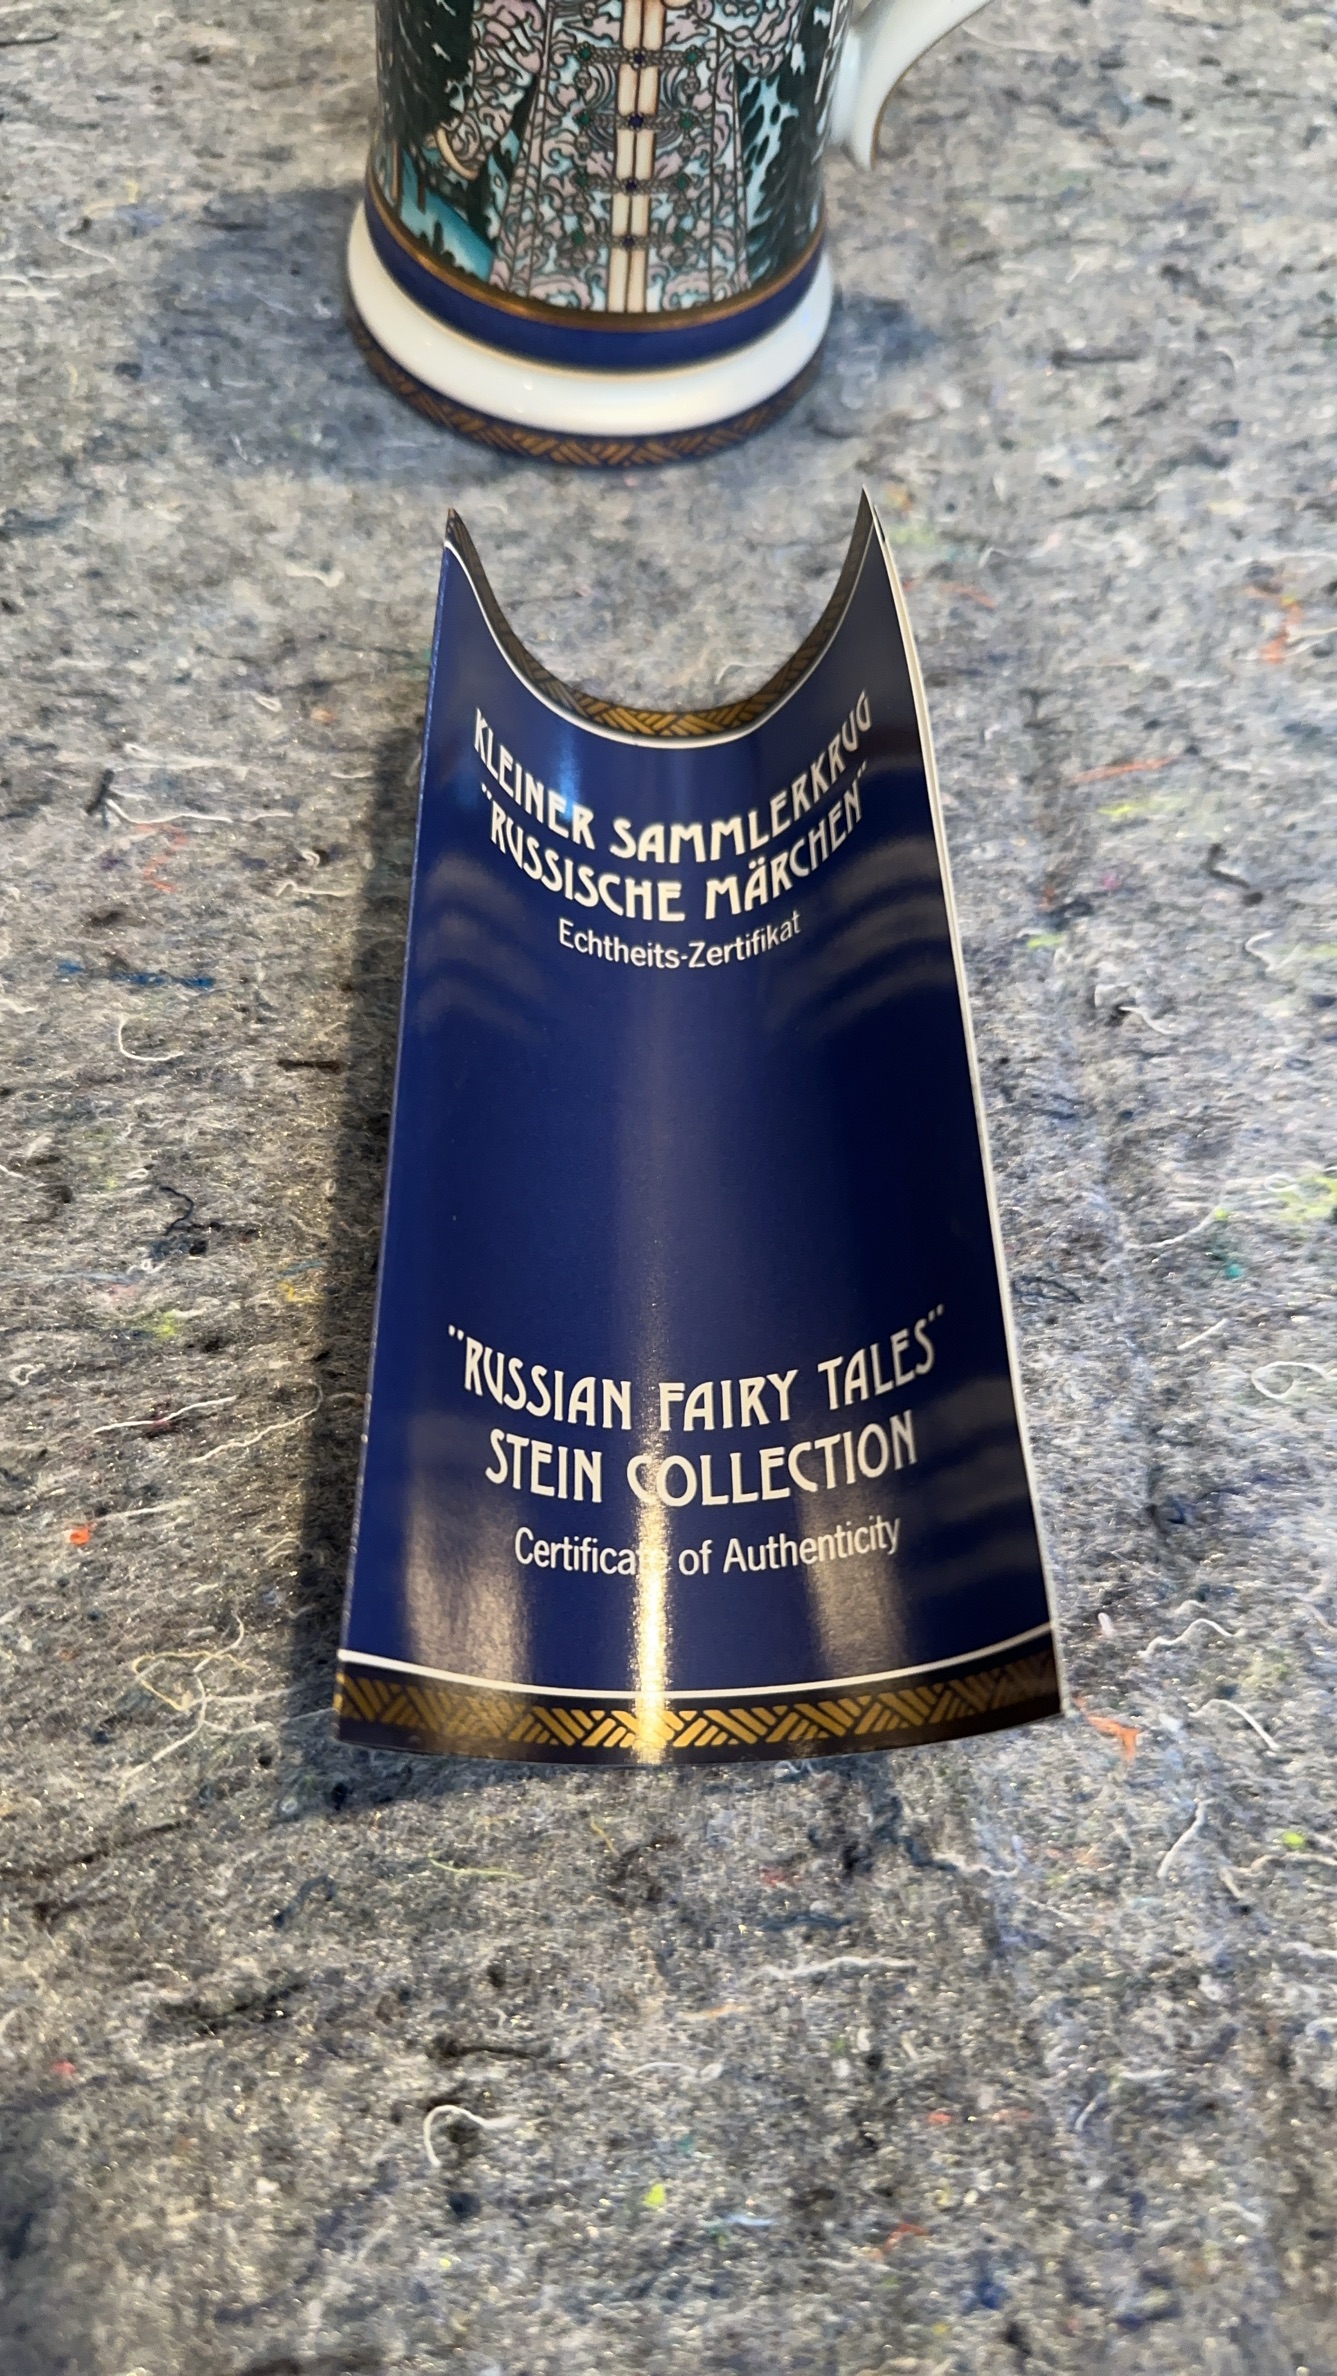 KLEINER SAMMLERKRUG
"RUSSISCHE MÄRCHEN"
Echtheits-Zertifikat
"RUSSIAN FAIRY TALES"
STEIN COLLECTION
Certificate of Authenticity